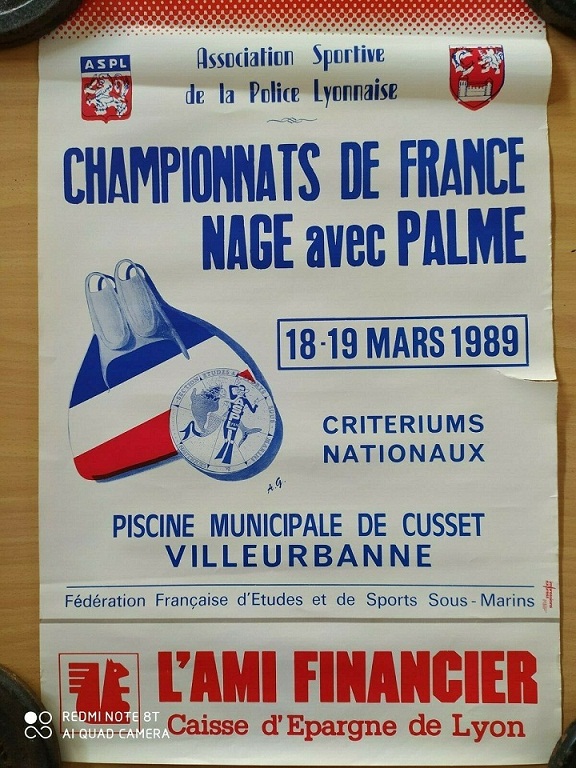 ASPL
Association Sportive
de la Police Lyonnaise
CHAMPIONNATS DE FRANCE
NAGE avec PALME
18-19 MARS 1989
CRITERIUMS
NATIONAUX
A.G.
PISCINE MUNICIPALE DE CUSSET
VILLEURBANNE
Fédération Française d'Etudes et de Sports Sous-Marins
L'AMI FINANCIER
Caisse d'Epargne de Lyon
REDMI NOTE 8T
AI QUAD CAMERA